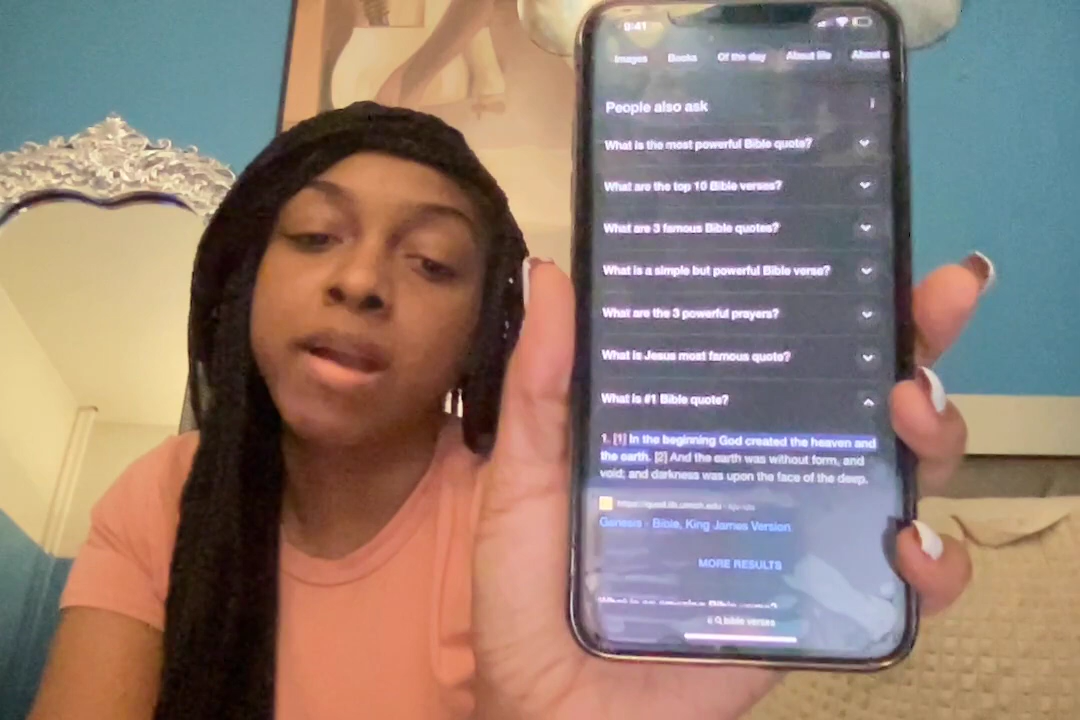 9:41
Images Books Of the day About life About
People also ask
What is the most powerful Bible quote?
What are the top 10 Bible verses?
What are 3 famous Bible quotes?
What is a simple but powerful Bible verse?
What are the 3 powerful prayers?
What is Jesus most famous quote?
What is #1 Bible quote?
1. [1] In the beginning God created the heaven and
the earth. [2] And the earth was without form, and
void; and darkness was upon the face of the deep.
Genesis - Bible, King James Version
MORE RESULTS
bible verses